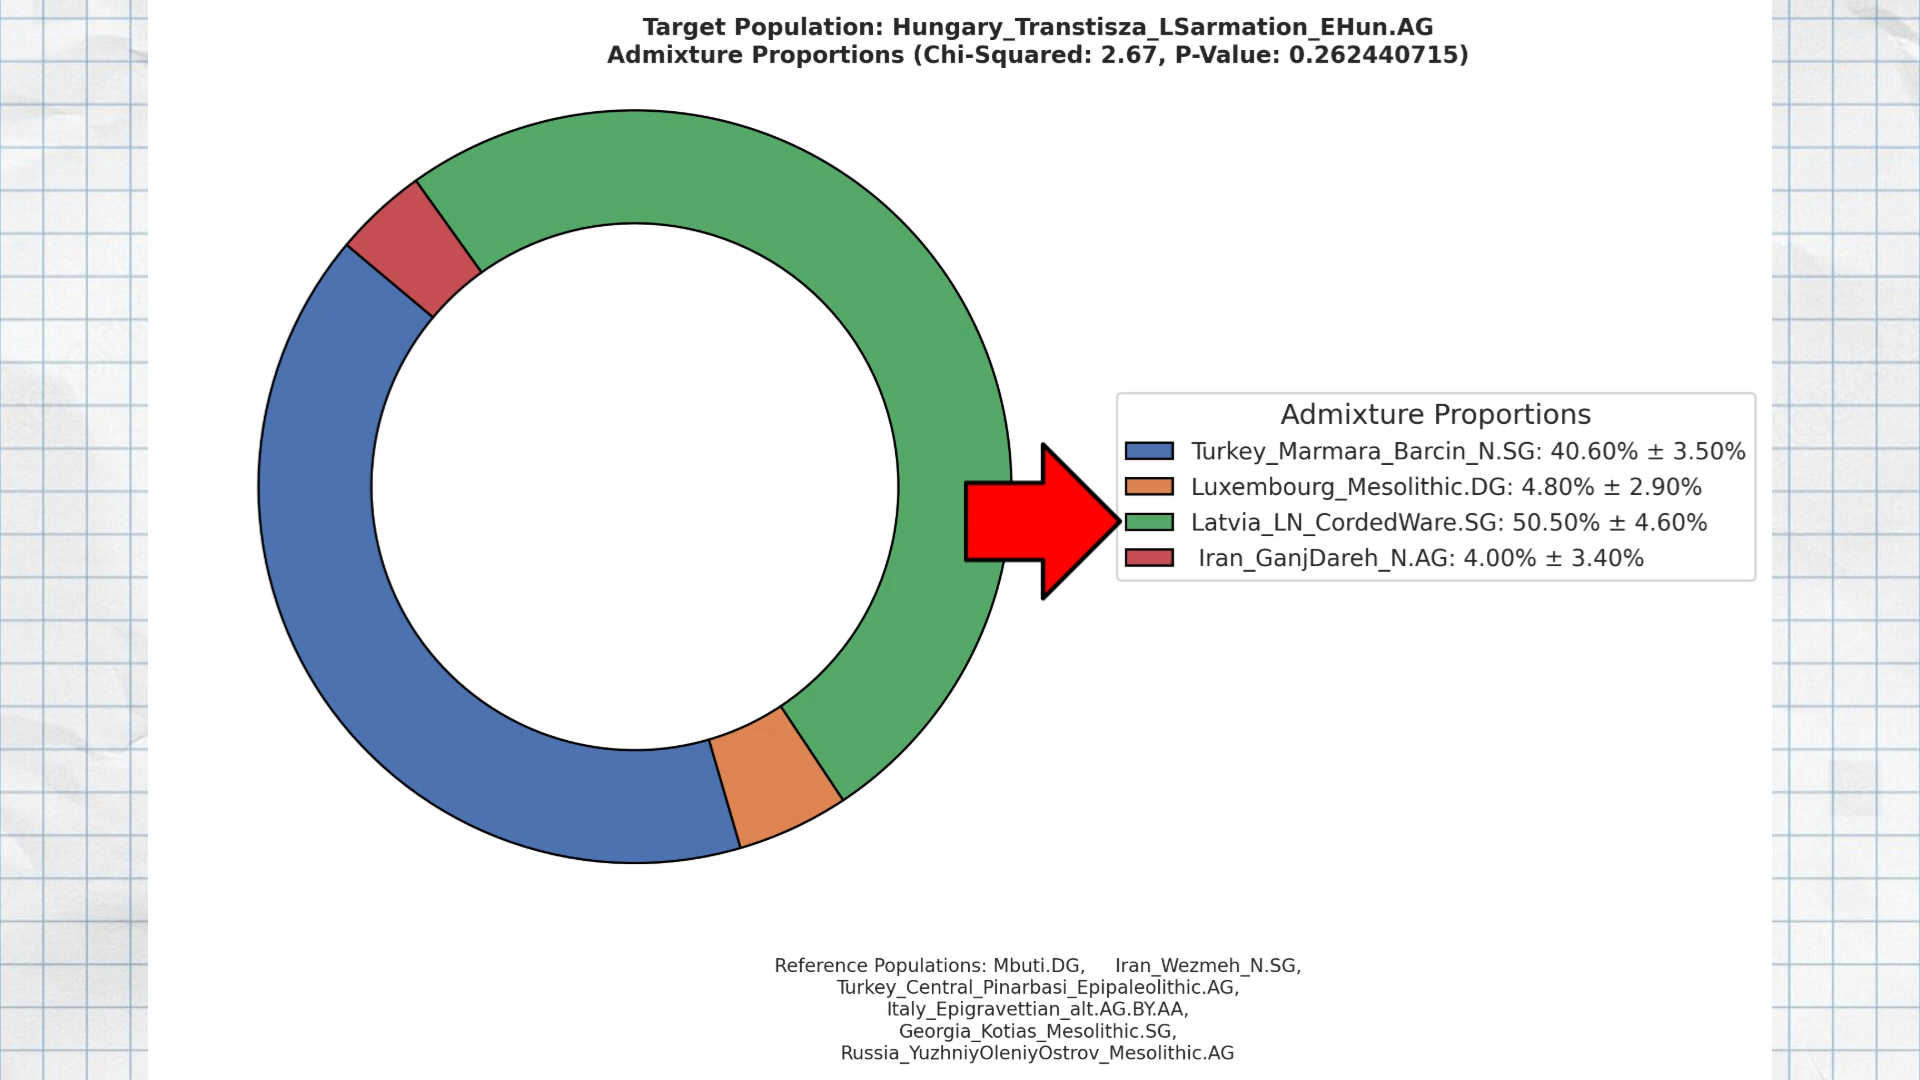 Target Population: Hungary_Transtisza_LSarmation_EHun.AG
Admixture Proportions (Chi-Squared: 2.67, P-Value: 0.262440715)
Admixture Proportions
Turkey_Marmara_Barcin_N.SG: 40.60% ± 3.50%
Luxembourg_Mesolithic.DG: 4.80% ± 2.90%
Latvia_LN_CordedWare.SG: 50.50% ± 4.60%
Iran_GanjDareh_N.AG: 4.00% ± 3.40%
Reference Populations: Mbuti.DG, Iran_Wezmeh_N.SG,
Turkey_Central_Pinarbasi_Epipaleolithic.AG,
Italy_Epigravettian_alt.AG.BY.AA,
Georgia_Kotias_Mesolithic.SG,
Russia_YuzhniyOleniyOstrov_Mesolithic.AG